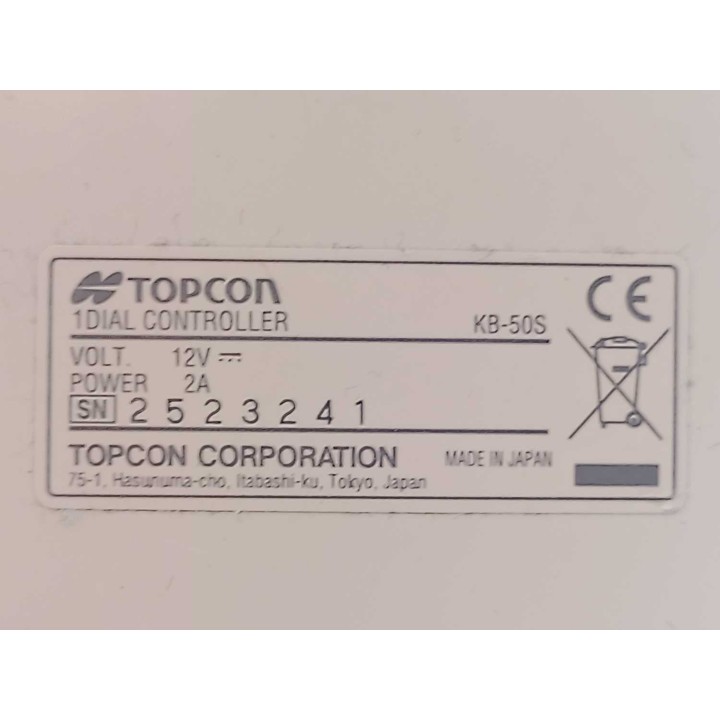 TOPCON
1DIAL CONTROLLER KB-50S
VOLT. 12V ⎓
POWER 2A
SN 2523241
TOPCON CORPORATION MADE IN JAPAN
75-1, Hasunuma-cho, Itabashi-ku, Tokyo, Japan
CE